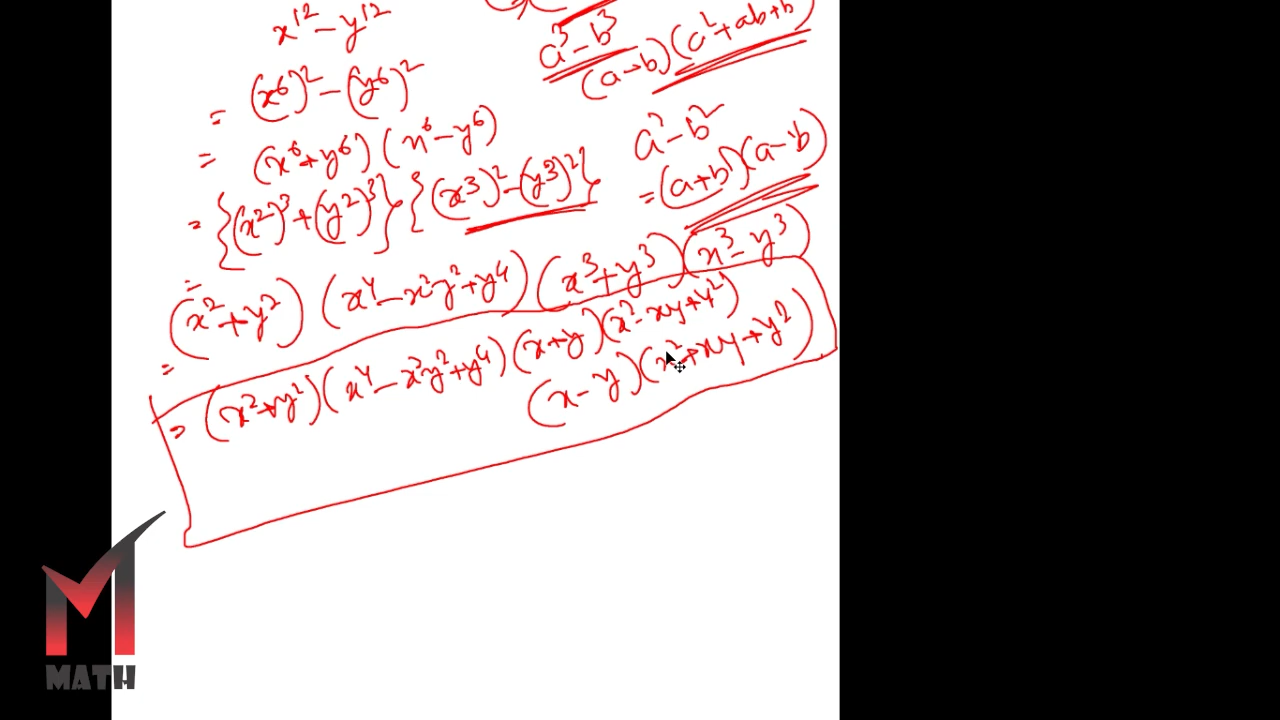 x¹² − y¹²
= (x⁶)² − (y⁶)²
= (x⁶ + y⁶) (x⁶ − y⁶)
= {(x²)³ + (y²)³} {(x³)² − (y³)²}
=
(x² + y²) (x⁴ − x²y² + y⁴) (x³ + y³) (x³ − y³)
=
= (x² + y²) (x⁴ − x²y² + y⁴) (x + y) (x² − xy + y²)
(x − y) (x² + xy + y²)
a³ − b³
(a − b) (a² + ab + b)
a² − b²
= (a + b) (a − b)
MATH